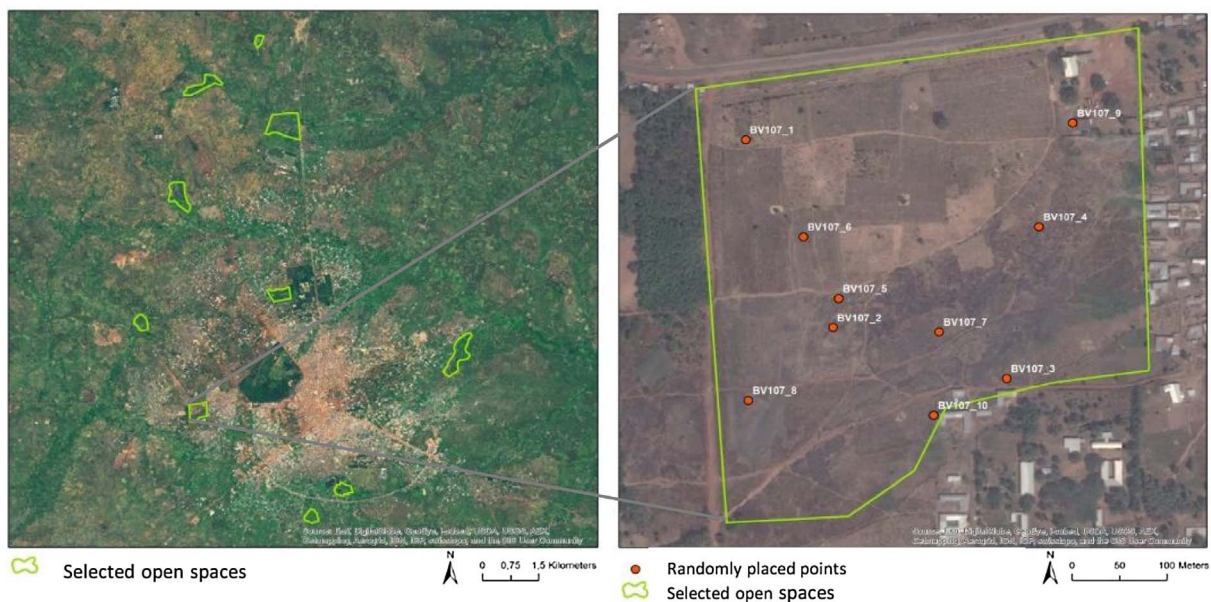 BV107_9
BV107_1
BV107_4
BV107_6
BV107_5
BV107_2
BV107_7
BV107_3
BV107_8
BV107_10
Selected open spaces
N
0 0,75 1,5 Kilometers
Randomly placed points
Selected open spaces
N
0 50 100 Meters